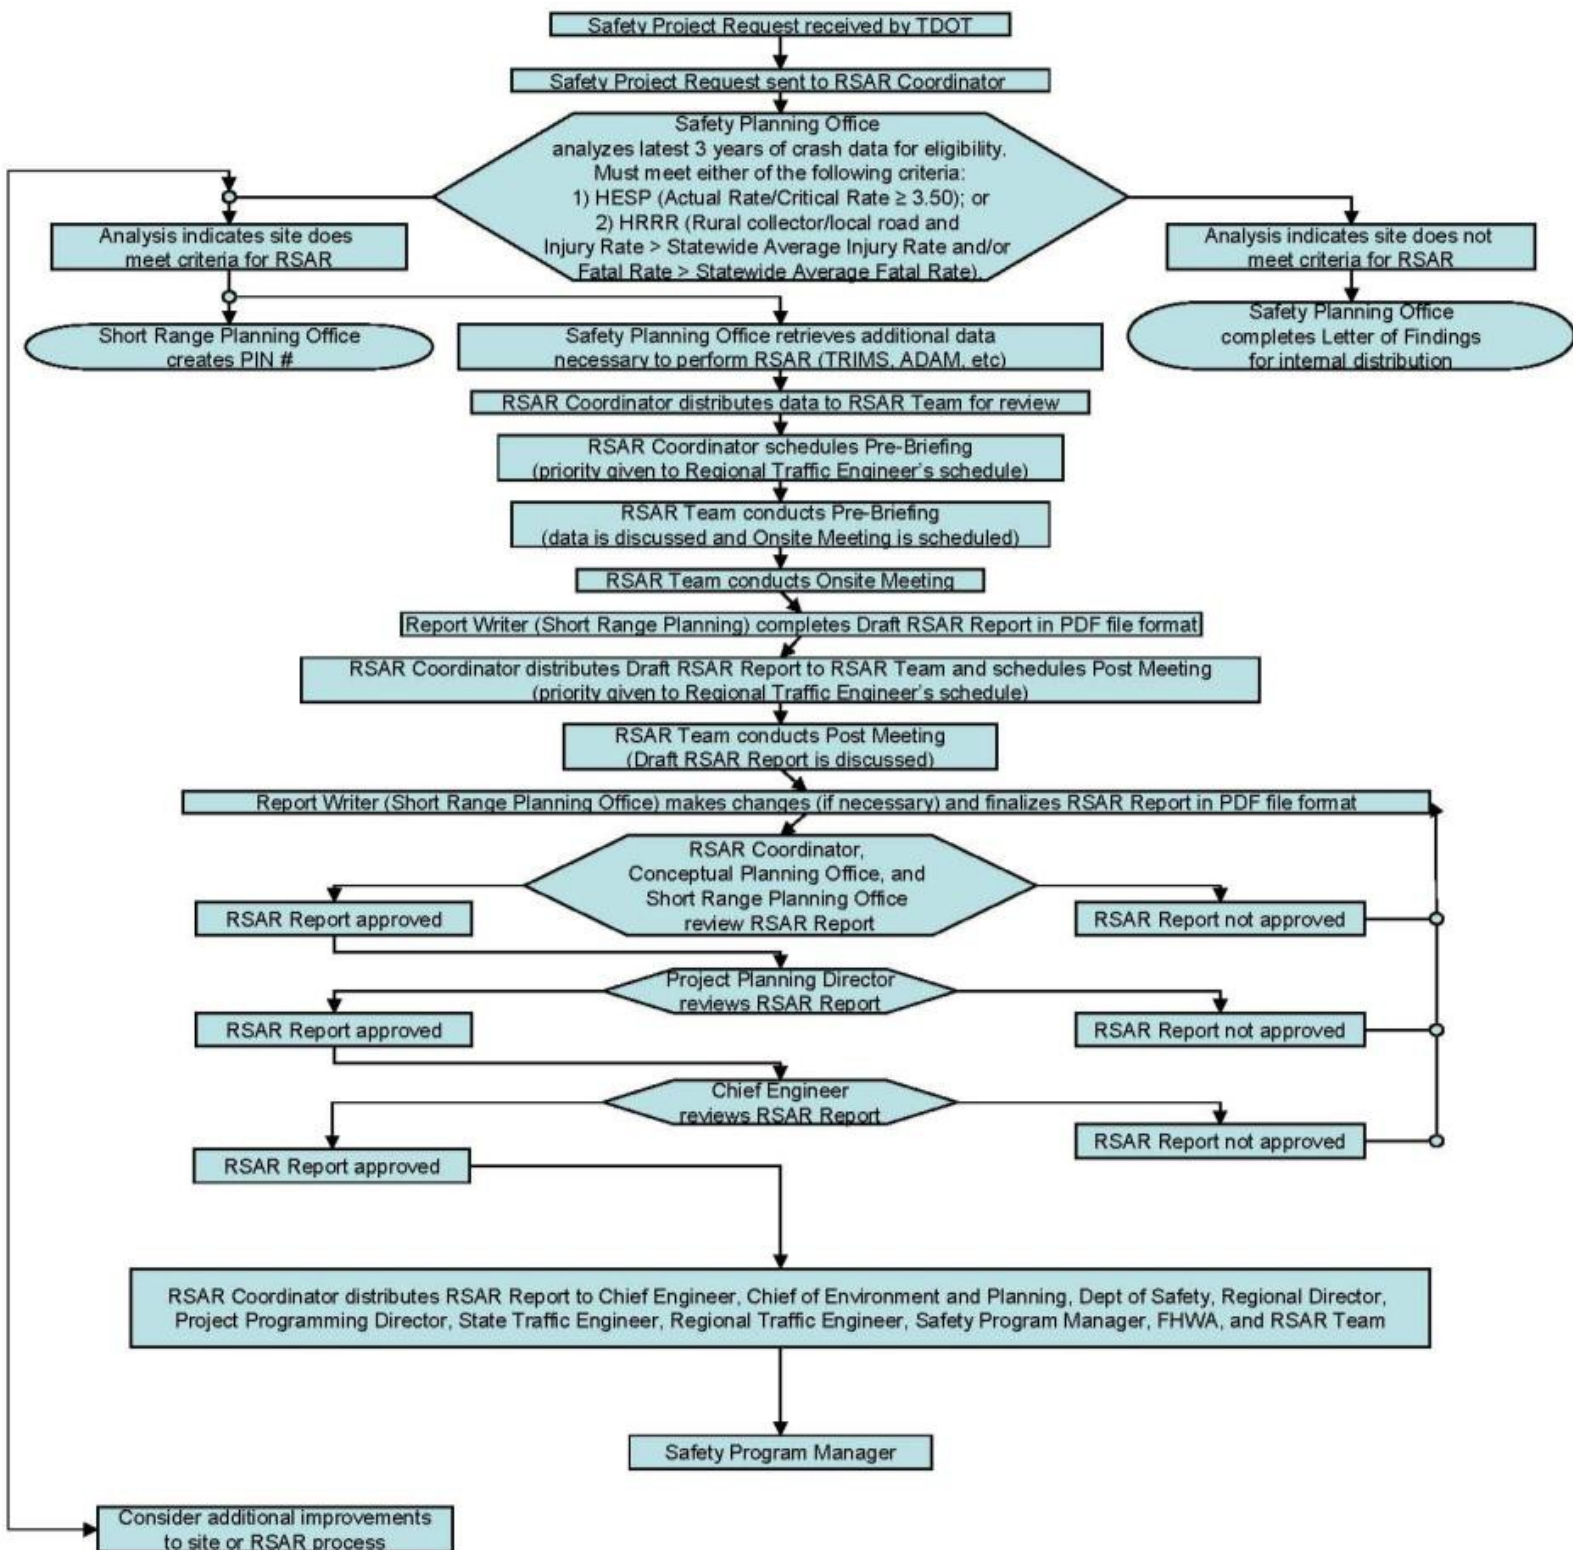 Safety Project Request received by TDOT
Safety Project Request sent to RSAR Coordinator
Safety Planning Office
analyzes latest 3 years of crash data for eligibility.
Must meet either of the following criteria:
1) HESP (Actual Rate/Critical Rate ≥ 3.50); or
2) HRRR (Rural collector/local road and
Injury Rate > Statewide Average Injury Rate and/or
Fatal Rate > Statewide Average Fatal Rate).
Analysis indicates site does
meet criteria for RSAR
Analysis indicates site does not
meet criteria for RSAR
Short Range Planning Office
creates PIN #
Safety Planning Office retrieves additional data
necessary to perform RSAR (TRIMS, ADAM, etc)
Safety Planning Office
completes Letter of Findings
for internal distribution
RSAR Coordinator distributes data to RSAR Team for review
RSAR Coordinator schedules Pre-Briefing
(priority given to Regional Traffic Engineer's schedule)
RSAR Team conducts Pre-Briefing
(data is discussed and Onsite Meeting is scheduled)
RSAR Team conducts Onsite Meeting
Report Writer (Short Range Planning) completes Draft RSAR Report in PDF file format
RSAR Coordinator distributes Draft RSAR Report to RSAR Team and schedules Post Meeting
(priority given to Regional Traffic Engineer's schedule)
RSAR Team conducts Post Meeting
(Draft RSAR Report is discussed)
Report Writer (Short Range Planning Office) makes changes (if necessary) and finalizes RSAR Report in PDF file format
RSAR Coordinator,
Conceptual Planning Office, and
Short Range Planning Office
review RSAR Report
RSAR Report approved
RSAR Report not approved
Project Planning Director
reviews RSAR Report
RSAR Report approved
RSAR Report not approved
Chief Engineer
reviews RSAR Report
RSAR Report approved
RSAR Report not approved
RSAR Coordinator distributes RSAR Report to Chief Engineer, Chief of Environment and Planning, Dept of Safety, Regional Director,
Project Programming Director, State Traffic Engineer, Regional Traffic Engineer, Safety Program Manager, FHWA, and RSAR Team
Safety Program Manager
Consider additional improvements
to site or RSAR process